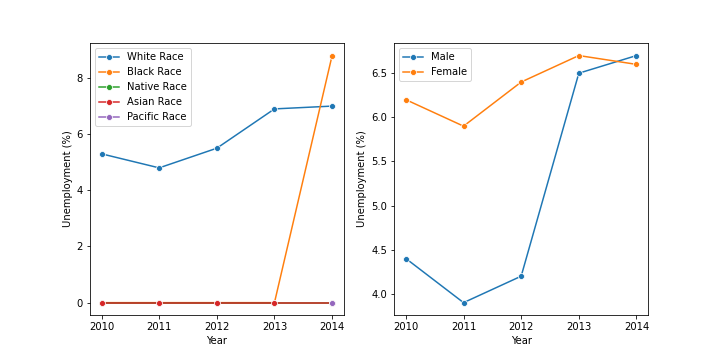 White Race
Black Race
Native Race
Asian Race
Pacific Race
8
6
4
2
0
Unemployment (%)
2010 2011 2012 2013 2014
Year
Male
Female
6.5
6.0
5.5
5.0
4.5
4.0
Unemployment (%)
2010 2011 2012 2013 2014
Year